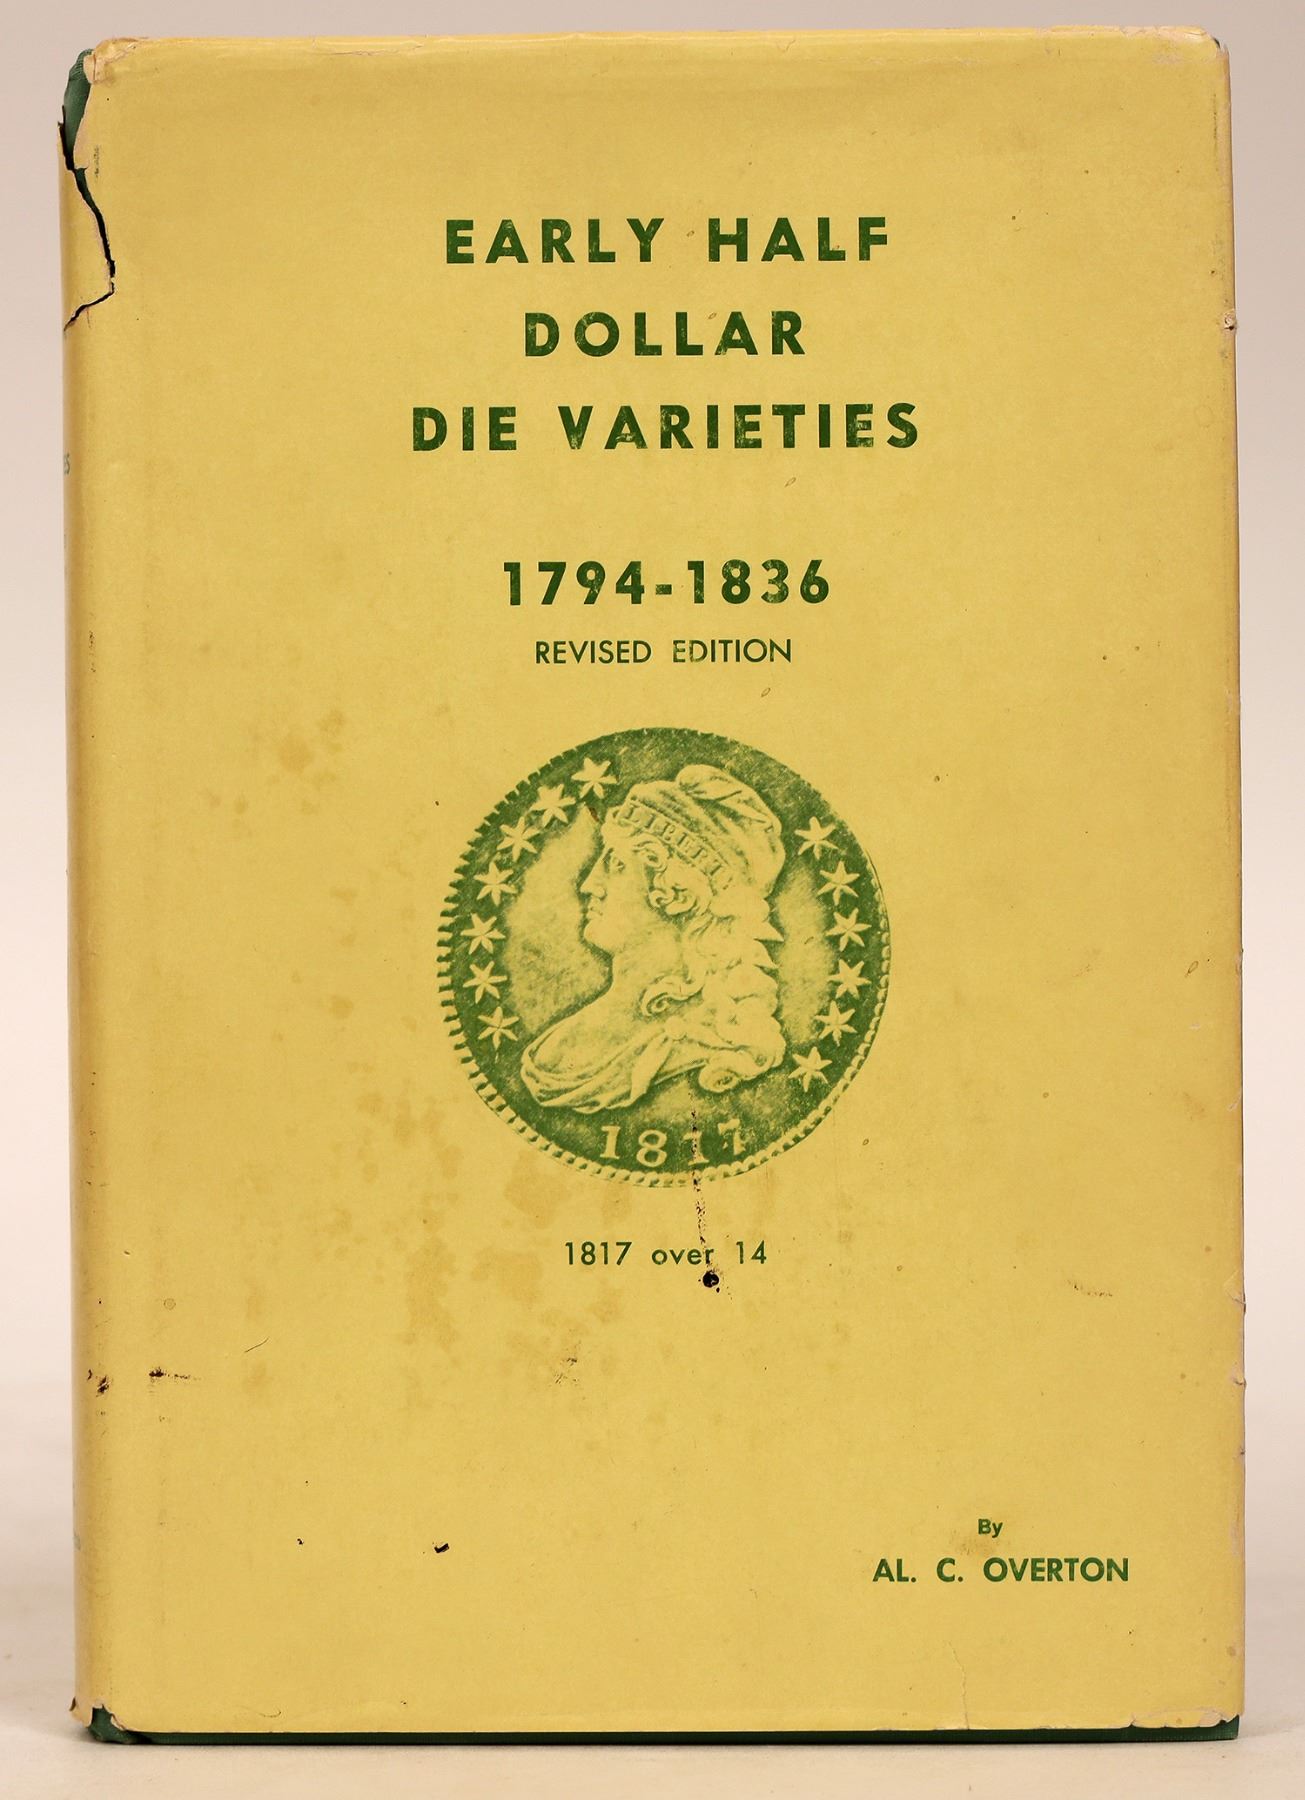 EARLY HALF
DOLLAR
DIE VARIETIES
1794-1836
REVISED EDITION
LIBERTY
1817
1817 over 14
By
AL. C. OVERTON